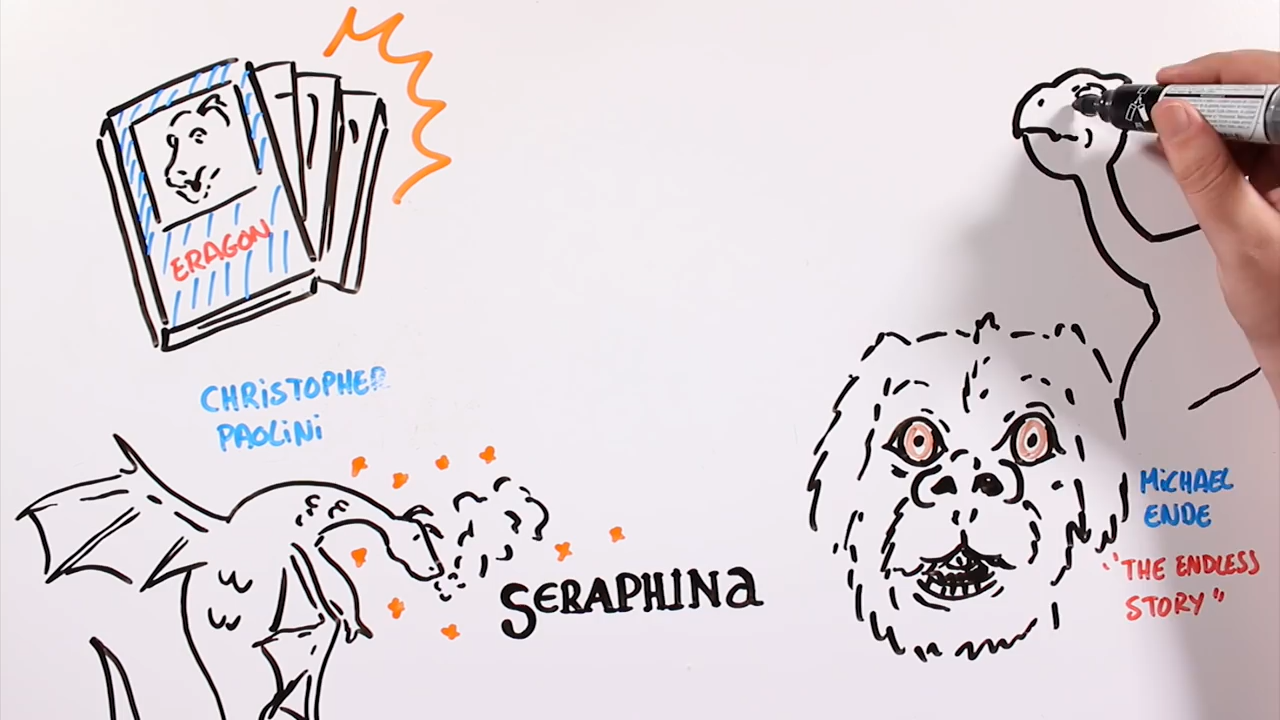 ERAGON
CHRISTOPHER
PAOLINI
SERAPHINA
MICHAEL
ENDE
"THE ENDLESS
STORY"